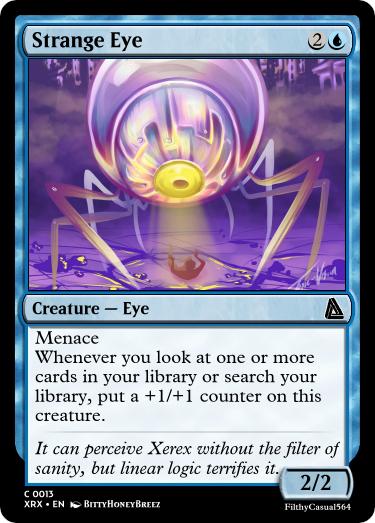 Strange Eye 2
Creature — Eye
Menace
Whenever you look at one or more
cards in your library or search your
library, put a +1/+1 counter on this
creature.
It can perceive Xerex without the filter of
sanity, but linear logic terrifies it.
2/2
C 0013
XRX • EN BittyHoneyBreez
FilthyCasual564